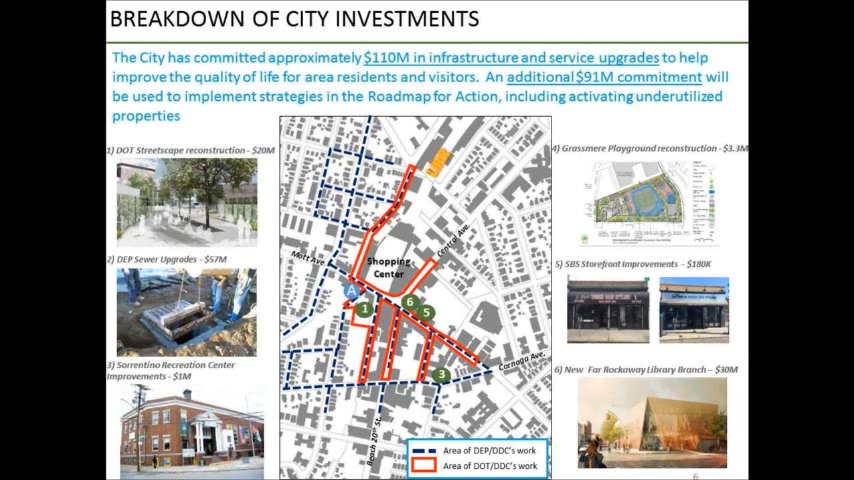 BREAKDOWN OF CITY INVESTMENTS
The City has committed approximately $110M in infrastructure and service upgrades to help
improve the quality of life for area residents and visitors. An additional $91M commitment will
be used to implement strategies in the Roadmap for Action, including activating underutilized
properties
1) DOT Streetscape reconstruction - $20M
2) DEP Sewer Upgrades - $57M
3) Sorrentino Recreation Center
Improvements - $1M
Mott Ave.
Shopping
Center
Central Ave.
A
1
6
5
3
Cornaga Ave.
Beach 20th St.
Area of DEP/DDC's work
Area of DOT/DDC's work
4) Grassmere Playground reconstruction - $3.3M
5) SBS Storefront Improvements - $180K
6) New Far Rockaway Library Branch – $30M
6